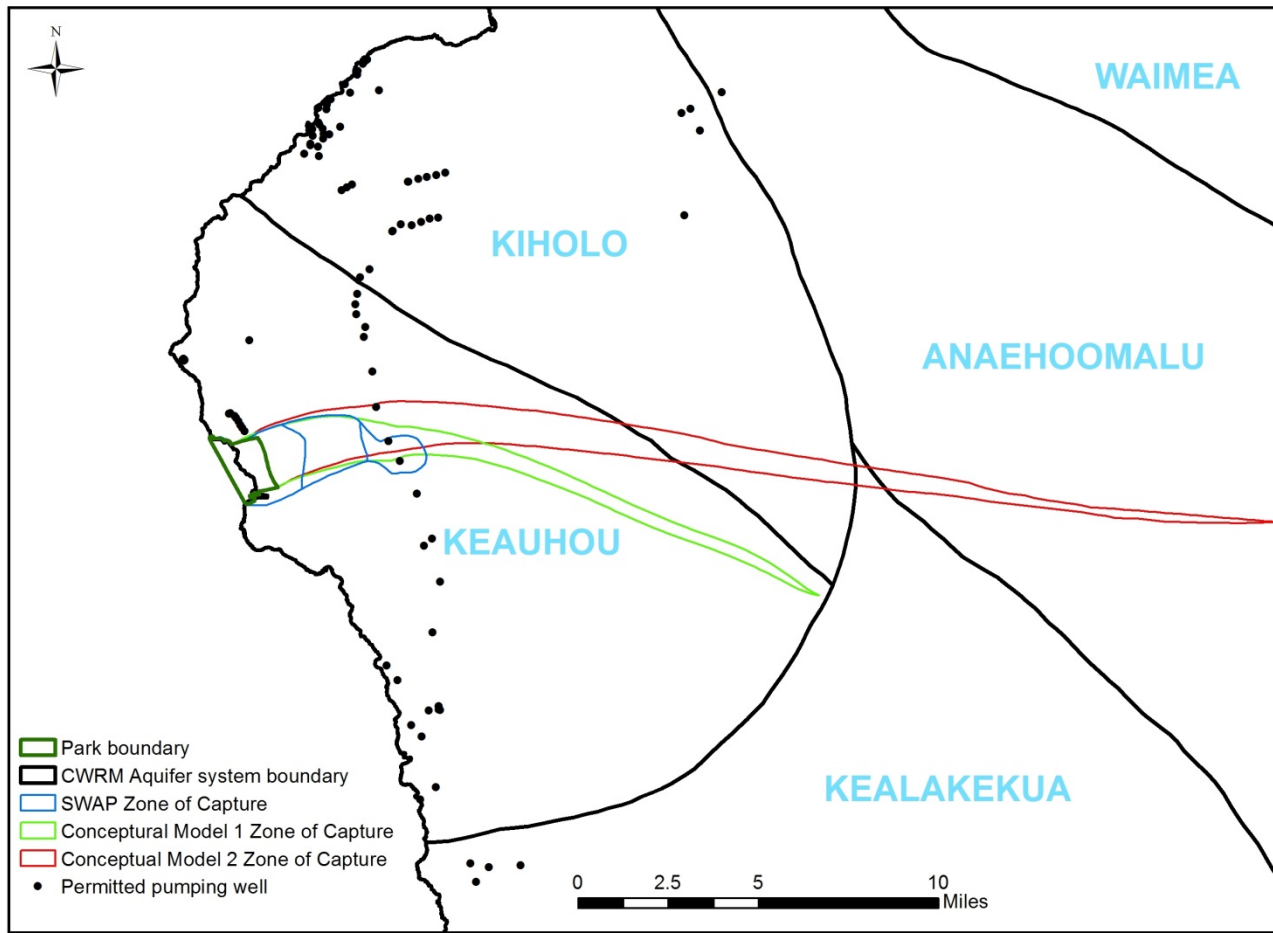 N
WAIMEA
KIHOLO
ANAEHOOMALU
KEAUHOU
KEALAKEKUA
Park boundary
CWRM Aquifer system boundary
SWAP Zone of Capture
Conceptural Model 1 Zone of Capture
Conceptual Model 2 Zone of Capture
Permitted pumping well
0 2.5 5 10
Miles